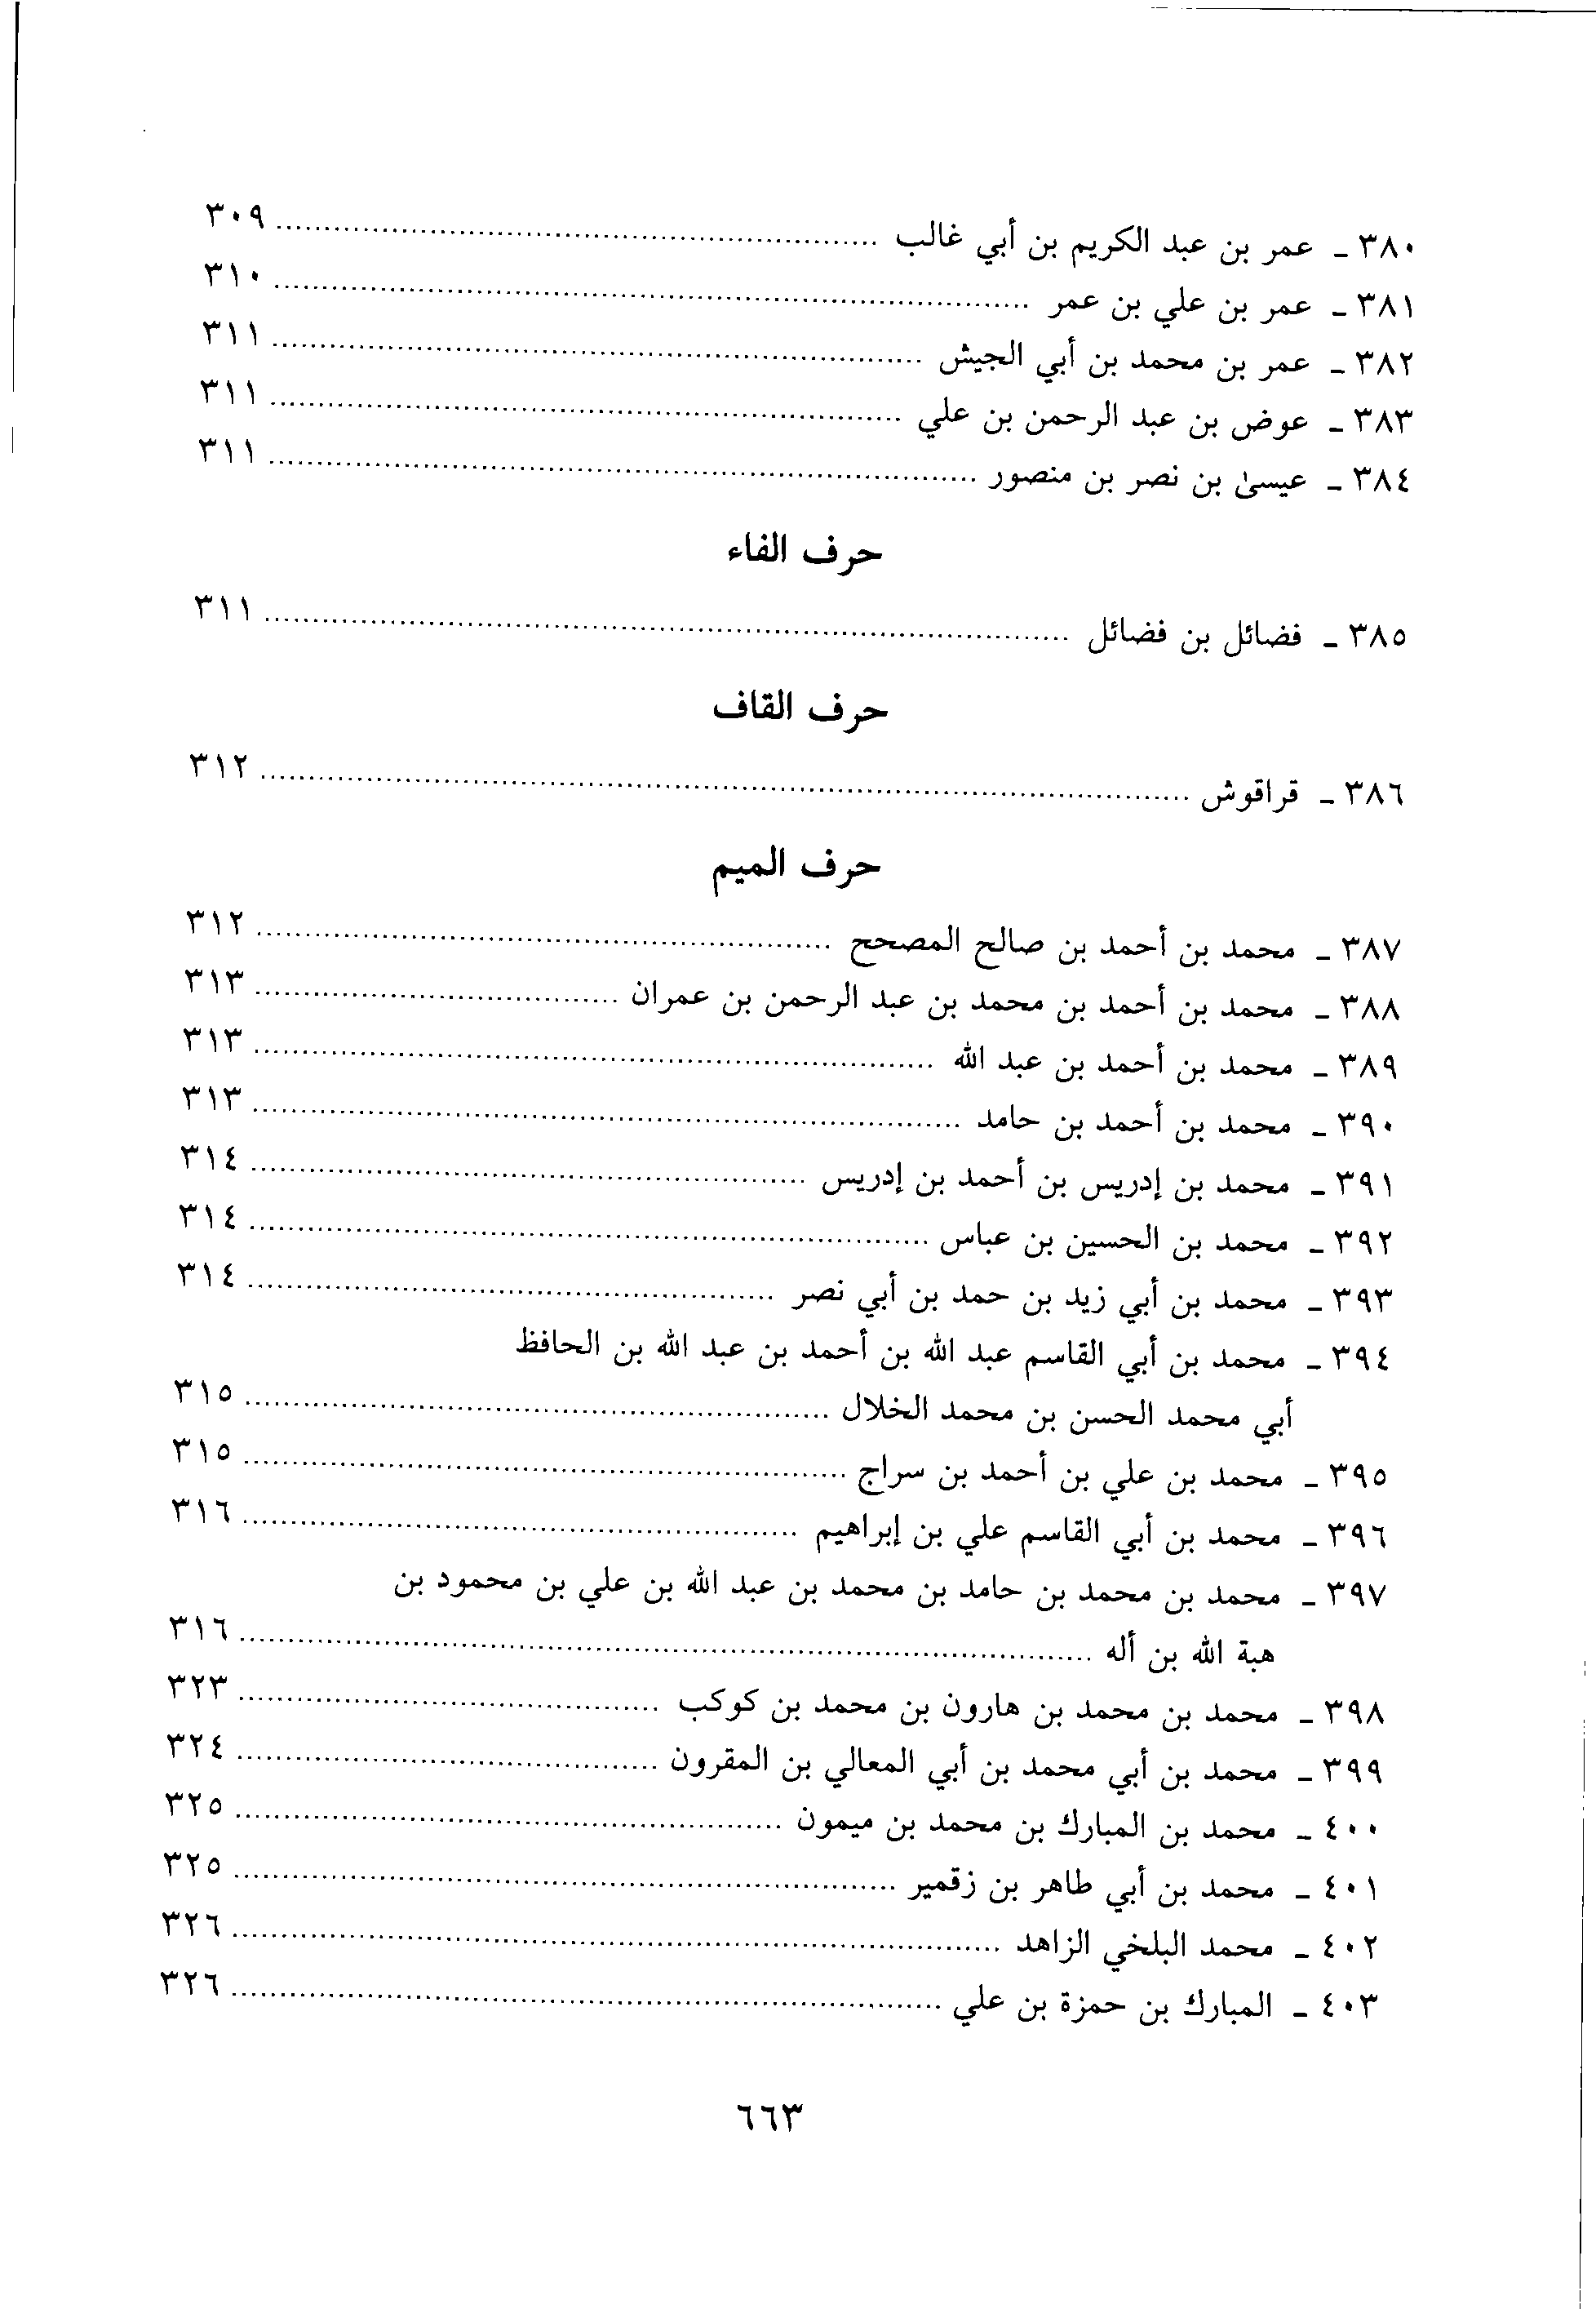 ٣٨٠ ـ عمر بن عبد الكريم بن أبي غالب ........ ٣٠٩
٣٨١ ـ عمر بن علي بن عمر ........ ٣١٠
٣٨٢ ـ عمر بن محمد بن أبي الجيش ........ ٣١١
٣٨٣ ـ عوض بن عبد الرحمن بن علي ........ ٣١١
٣٨٤ ـ عيسىٰ بن نصر بن منصور ........ ٣١١
حرف الفاء
٣٨٥ ـ فضائل بن فضائل ........ ٣١١
حرف القاف
٣٨٦ ـ قراقوش ........ ٣١٢
حرف الميم
٣٨٧ ـ محمد بن أحمد بن صالح المصحح ........ ٣١٢
٣٨٨ ـ محمد بن أحمد بن محمد بن عبد الرحمن بن عمران ........ ٣١٣
٣٨٩ ـ محمد بن أحمد بن عبد الله ........ ٣١٣
٣٩٠ ـ محمد بن أحمد بن حامد ........ ٣١٣
٣٩١ ـ محمد بن إدريس بن أحمد بن إدريس ........ ٣١٤
٣٩٢ ـ محمد بن الحسين بن عباس ........ ٣١٤
٣٩٣ ـ محمد بن أبي زيد بن حمد بن أبي نصر ........ ٣١٤
٣٩٤ ـ محمد بن أبي القاسم عبد الله بن أحمد بن عبد الله بن الحافظ
أبي محمد الحسن بن محمد الخلال ........ ٣١٥
٣٩٥ ـ محمد بن علي بن أحمد بن سراج ........ ٣١٥
٣٩٦ ـ محمد بن أبي القاسم علي بن إبراهيم ........ ٣١٦
٣٩٧ ـ محمد بن محمد بن حامد بن محمد بن عبد الله بن علي بن محمود بن
هبة الله بن أله ........ ٣١٦
٣٩٨ ـ محمد بن محمد بن هارون بن محمد بن كوكب ........ ٣٢٣
٣٩٩ ـ محمد بن أبي محمد بن أبي المعالي بن المقرون ........ ٣٢٤
٤٠٠ ـ محمد بن المبارك بن محمد بن ميمون ........ ٣٢٥
٤٠١ ـ محمد بن أبي طاهر بن زقمير ........ ٣٢٥
٤٠٢ ـ محمد البلخي الزاهد ........ ٣٢٦
٤٠٣ ـ المبارك بن حمزة بن علي ........ ٣٢٦
٦٦٣